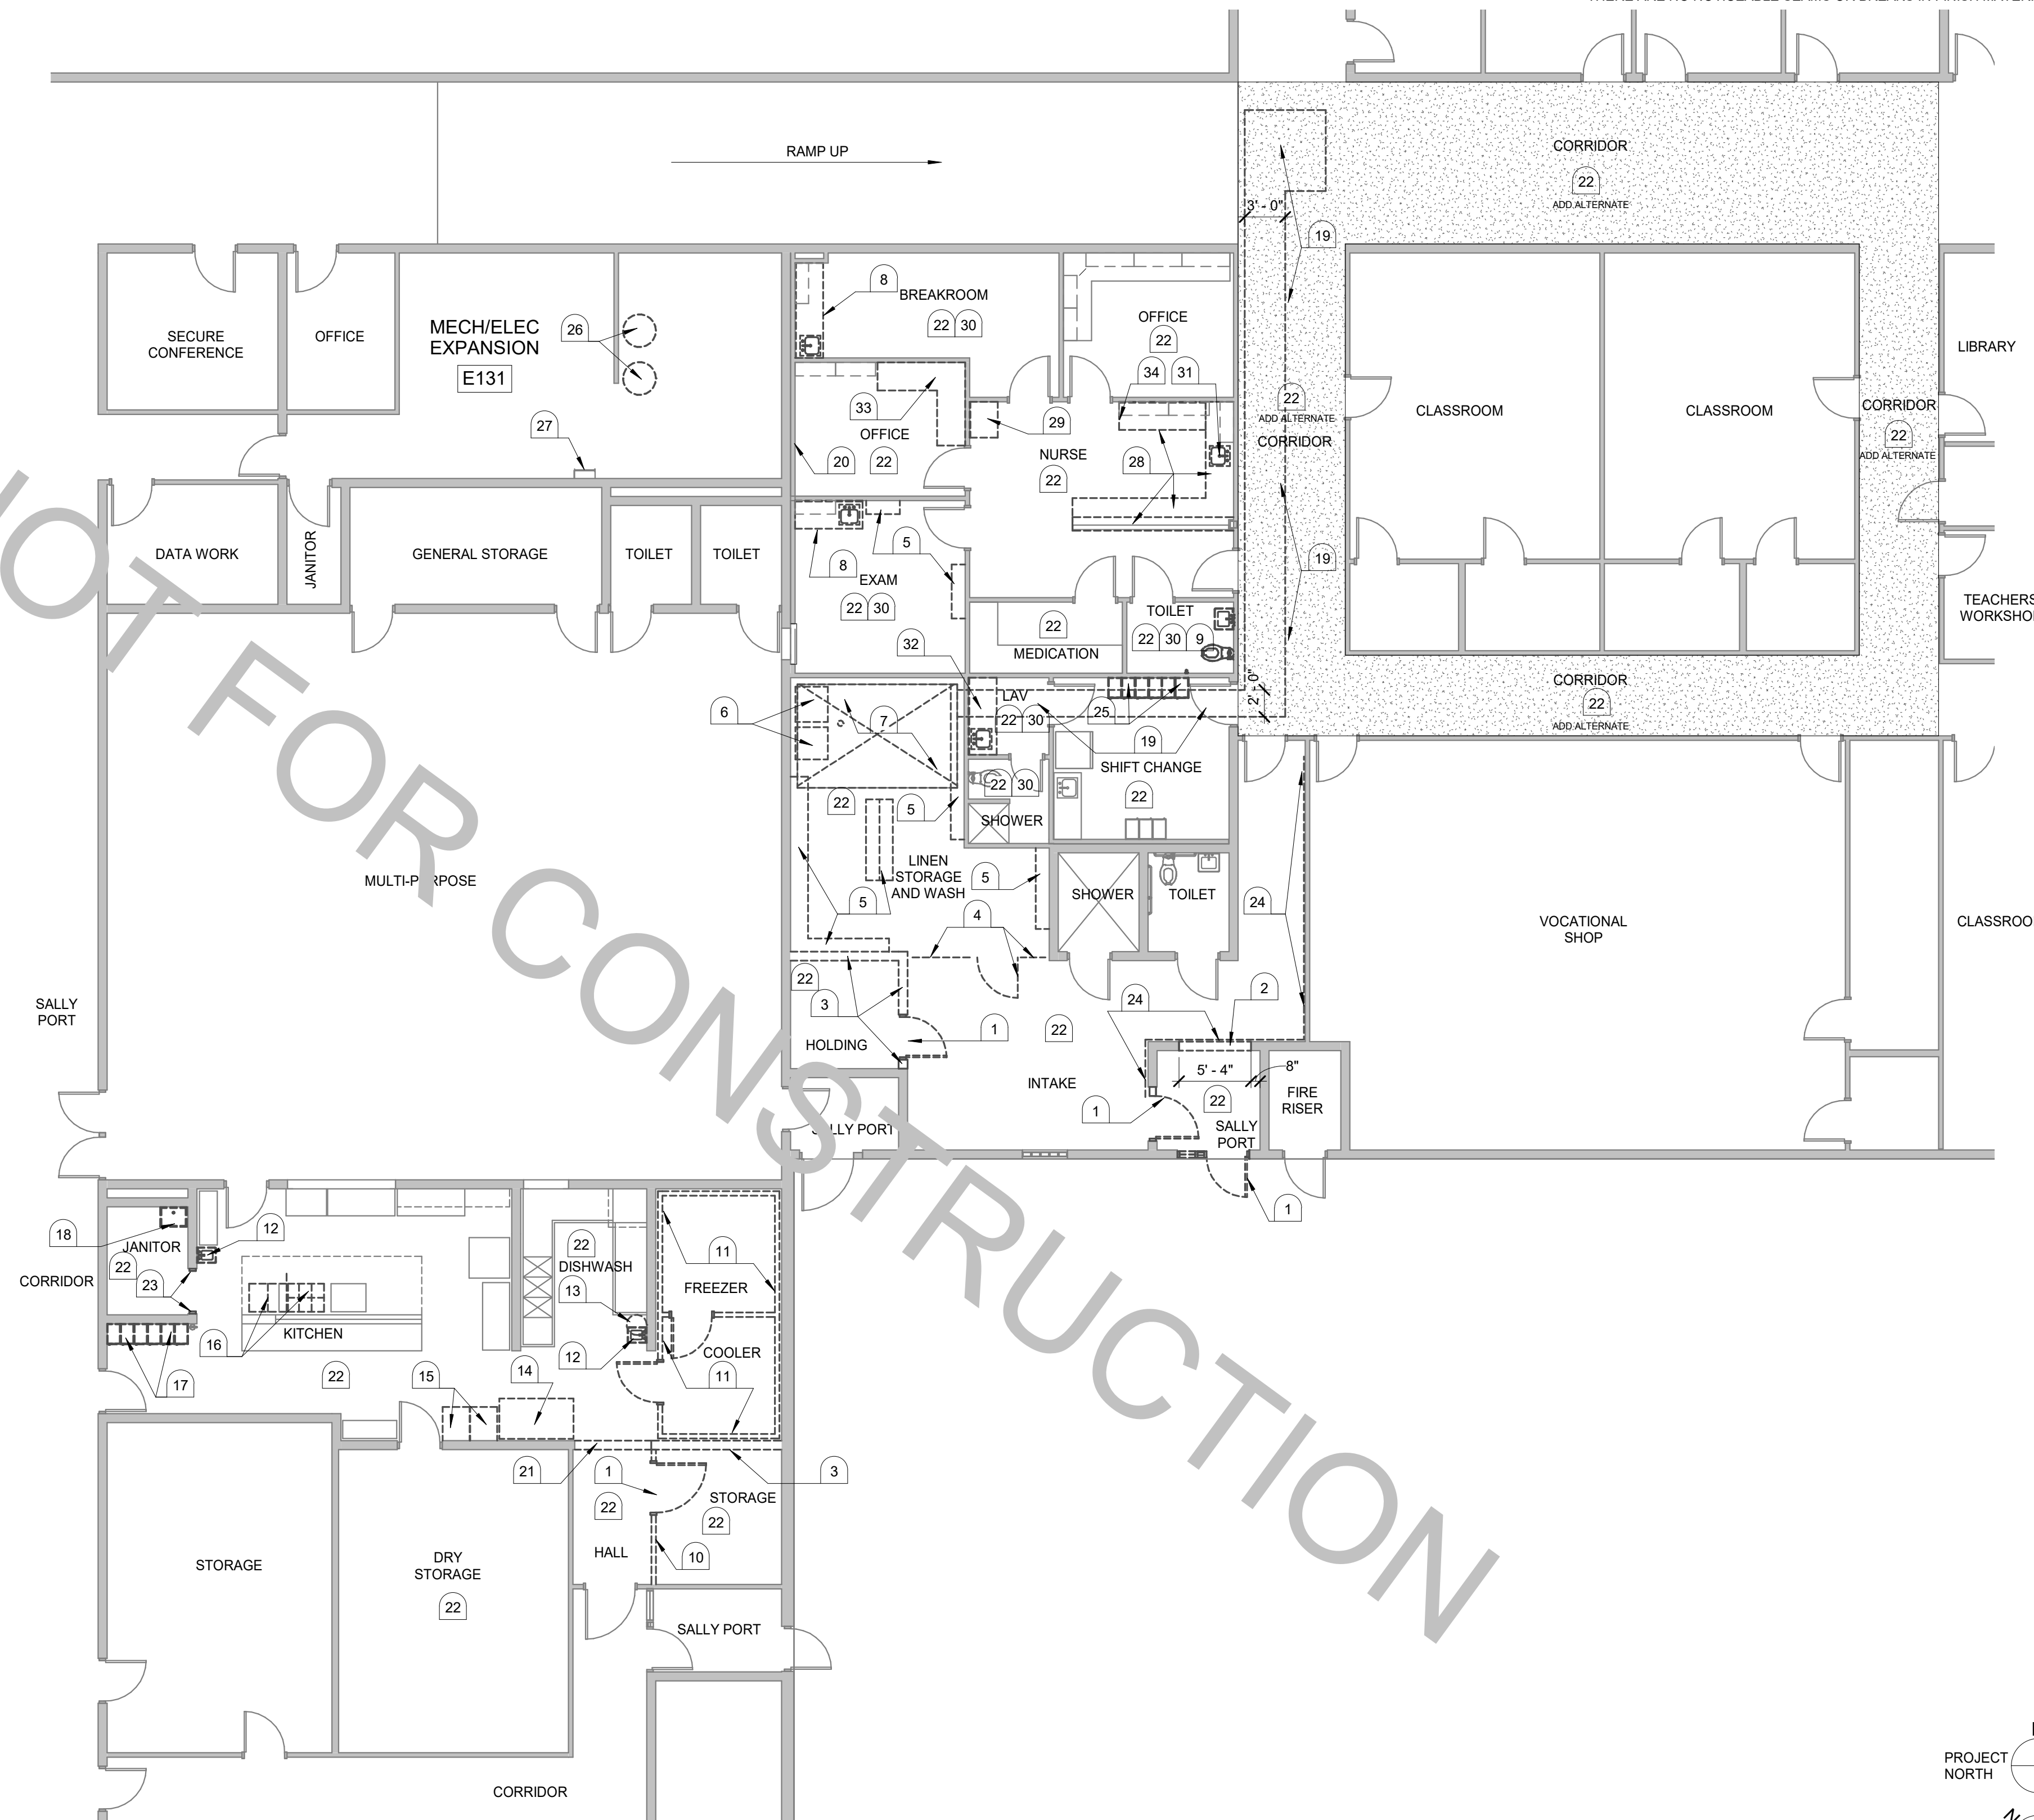 RAMP UP
CORRIDOR
22
ADD ALTERNATE
3' - 0"
19
SECURE
CONFERENCE
OFFICE
MECH/ELEC
EXPANSION
E131
26
27
8
BREAKROOM
22 30
OFFICE
22
34 31
33
OFFICE
20 22
29
NURSE
22
28
22
ADD ALTERNATE
CORRIDOR
CLASSROOM
CLASSROOM
CORRIDOR
22
ADD ALTERNATE
LIBRARY
DATA WORK
JANITOR
GENERAL STORAGE
TOILET
TOILET
5
8
EXAM
22 30
32
22
MEDICATION
TOILET
22 30 9
19
TEACHERS
WORKSHO
6
7
LAV
22 30
25
19
2' - 0"
CORRIDOR
22
ADD ALTERNATE
22
5
22 30
SHOWER
SHIFT CHANGE
22
MULTI-PURPOSE
LINEN
STORAGE
AND WASH
5
5
4
SHOWER
TOILET
24
VOCATIONAL
SHOP
CLASSROO
SALLY
PORT
22
3
HOLDING
1
22
24
2
INTAKE
5' - 4"
8"
22
1
SALLY
PORT
FIRE
RISER
SALLY PORT
1
18
JANITOR
22
23
CORRIDOR
12
16
KITCHEN
22
17
22
DISHWASH
13
12
14
15
11
FREEZER
COOLER
11
21
1
22
3
STORAGE
22
HALL
10
STORAGE
DRY
STORAGE
22
SALLY PORT
CORRIDOR
PROJECT
NORTH
NOT FOR CONSTRUCTION